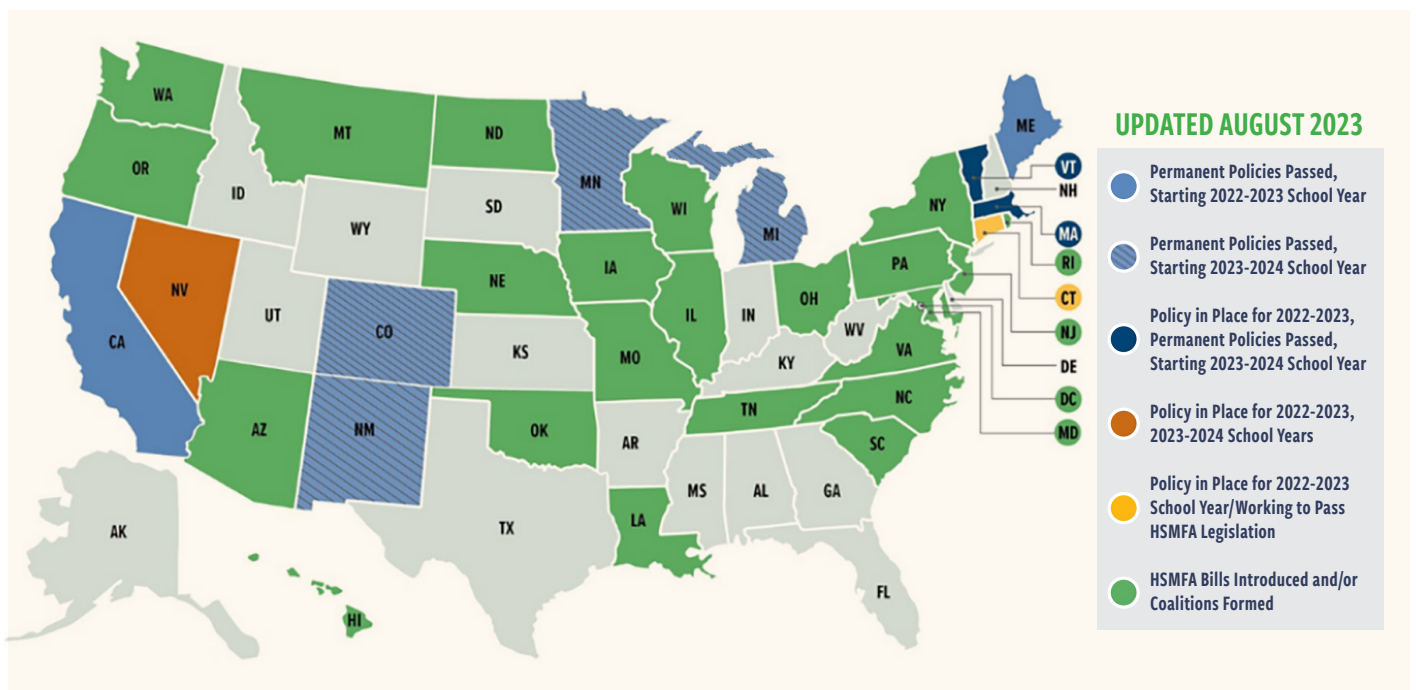 WA
MT
ND
MN
ME
OR
ID
SD
WI
MI
NY
VT
NH
WY
MA
NV
NE
IA
PA
RI
UT
CO
IL
IN
OH
CT
CA
KS
MO
WV
VA
NJ
KY
DE
AZ
NM
OK
TN
NC
DC
AR
SC
MD
MS
AL
GA
AK
TX
LA
FL
HI
UPDATED AUGUST 2023
Permanent Policies Passed,
Starting 2022-2023 School Year
Permanent Policies Passed,
Starting 2023-2024 School Year
Policy in Place for 2022-2023,
Permanent Policies Passed,
Starting 2023-2024 School Year
Policy in Place for 2022-2023,
2023-2024 School Years
Policy in Place for 2022-2023
School Year/Working to Pass
HSMFA Legislation
HSMFA Bills Introduced and/or
Coalitions Formed